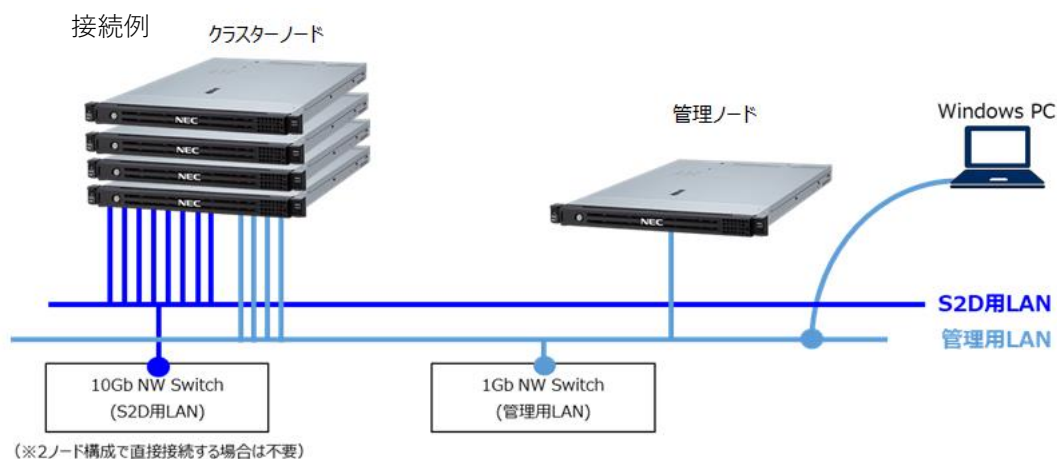 接続例
クラスターノード
NEC
NEC
NEC
NEC
管理ノード
NEC
Windows PC
S2D用LAN
管理用LAN
10Gb NW Switch
(S2D用LAN)
1Gb NW Switch
(管理用LAN)
(※2ノード構成で直接接続する場合は不要)